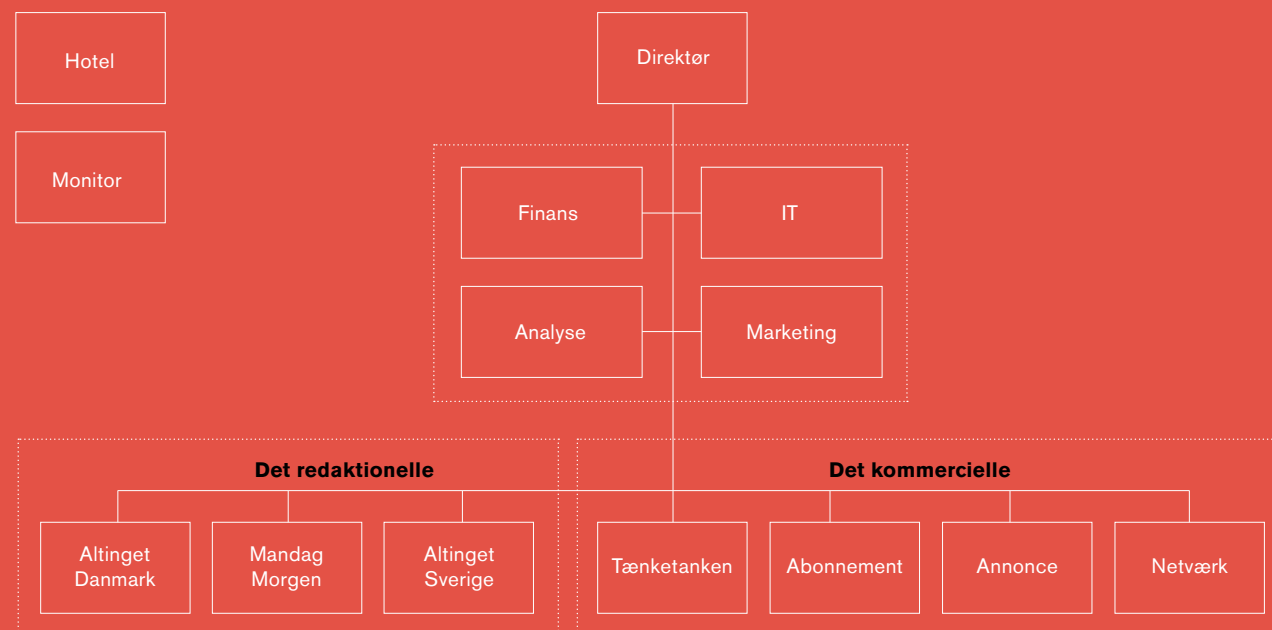 Hotel
Direktør
Monitor
Finans
IT
Analyse
Marketing
Det redaktionelle
Det kommercielle
Altinget
Danmark
Mandag
Morgen
Altinget
Sverige
Tænketanken
Abonnement
Annonce
Netværk